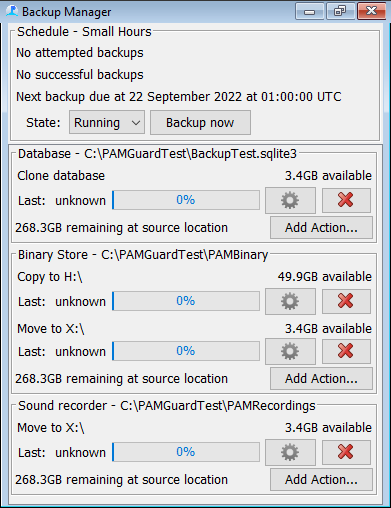 Backup Manager
Schedule - Small Hours
No attempted backups
No successful backups
Next backup due at 22 September 2022 at 01:00:00 UTC
State: Running Backup now
Database - C:\PAMGuardTest\BackupTest.sqlite3
Clone database 3.4GB available
Last: unknown 0%
268.3GB remaining at source location Add Action...
Binary Store - C:\PAMGuardTest\PAMBinary
Copy to H:\ 49.9GB available
Last: unknown 0%
Move to X:\ 3.4GB available
Last: unknown 0%
268.3GB remaining at source location Add Action...
Sound recorder - C:\PAMGuardTest\PAMRecordings
Move to X:\ 3.4GB available
Last: unknown 0%
268.3GB remaining at source location Add Action...